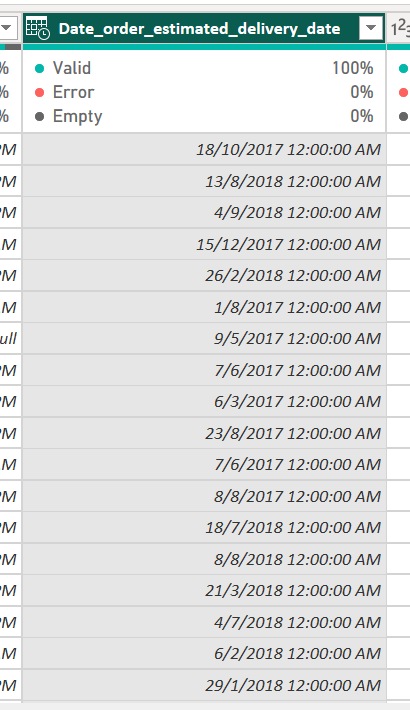 Date_order_estimated_delivery_date 123
% Valid 100%
% Error 0%
% Empty 0%
PM 18/10/2017 12:00:00 AM
PM 13/8/2018 12:00:00 AM
PM 4/9/2018 12:00:00 AM
M 15/12/2017 12:00:00 AM
PM 26/2/2018 12:00:00 AM
M 1/8/2017 12:00:00 AM
ull 9/5/2017 12:00:00 AM
PM 7/6/2017 12:00:00 AM
PM 6/3/2017 12:00:00 AM
PM 23/8/2017 12:00:00 AM
M 7/6/2017 12:00:00 AM
PM 8/8/2017 12:00:00 AM
PM 18/7/2018 12:00:00 AM
PM 8/8/2018 12:00:00 AM
PM 21/3/2018 12:00:00 AM
PM 4/7/2018 12:00:00 AM
M 6/2/2018 12:00:00 AM
PM 29/1/2018 12:00:00 AM